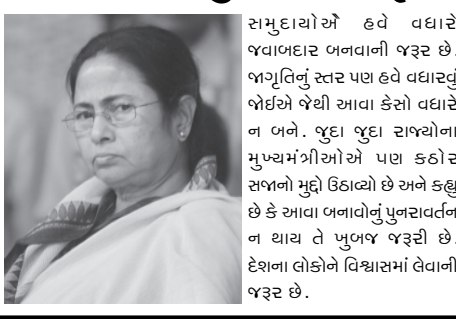 સમુદાયોએે હવે વધારે
જવાબદાર બનવાની જરૂર છે.
જાગૃતિનું સ્તર પણ હવે વધારવું
જોઈએ જેથી આવા કેસો વધારે
ન બને. જુદા જુદા રાજ્યોના
મુખ્યમંત્રીઓએ પણ કઠોર
સજાનો મુદ્દો ઉઠાવ્યો છે અને કહ્યુ
છે કે આવા બનાવોનું પુનરાવર્તન
ન થાય તે ખુબજ જરૂરી છે.
દેશના લોકોને વિશ્વાસમાં લેવાની
જરૂર છે.